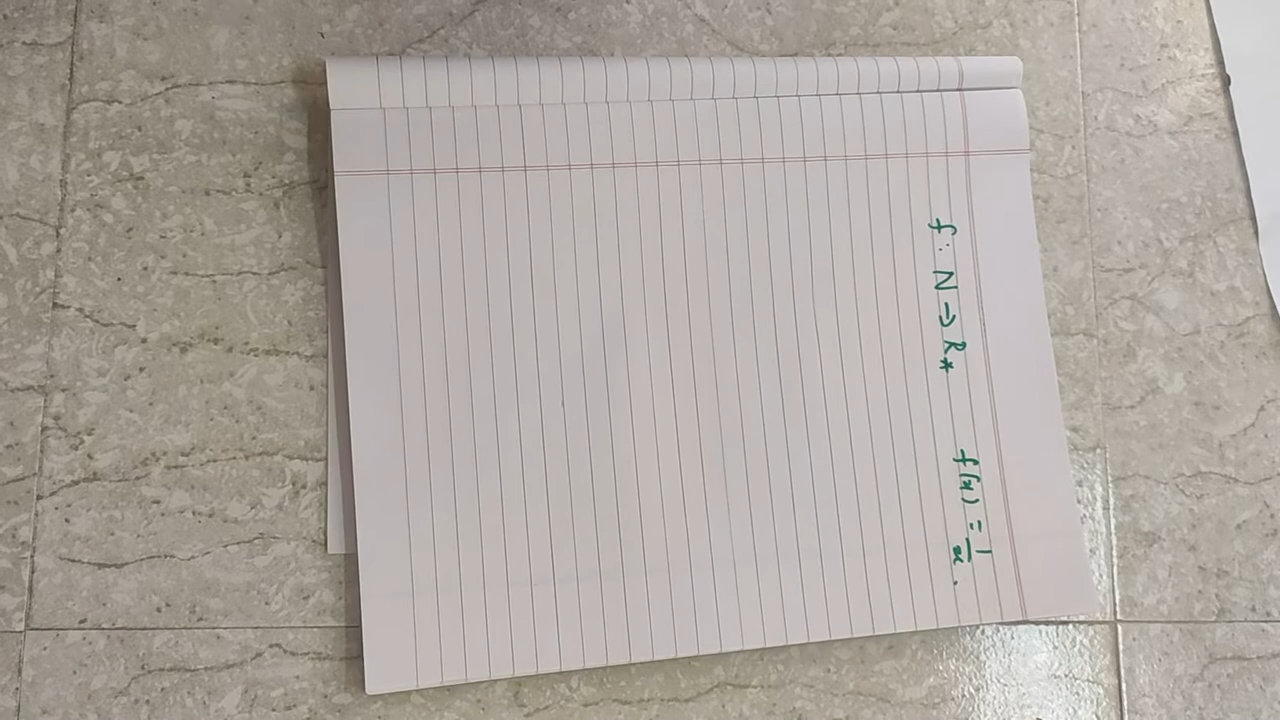 f : N → R* f(x) = 1/x.